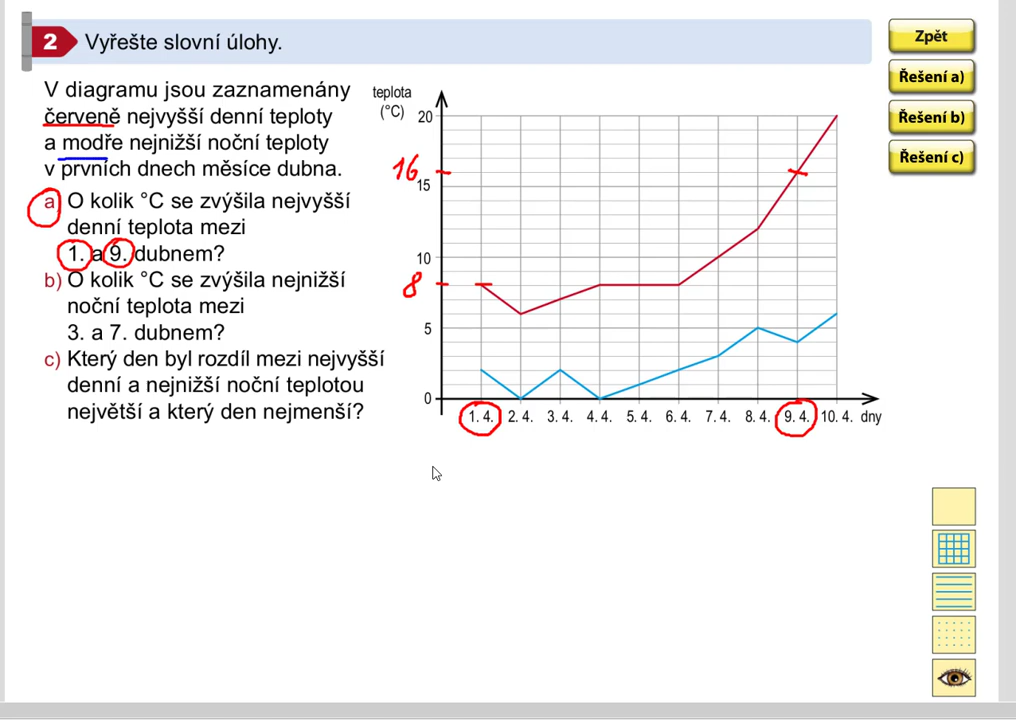 2 Vyřešte slovní úlohy.
V diagramu jsou zaznamenány
červeně nejvyšší denní teploty
a modře nejnižší noční teploty
v prvních dnech měsíce dubna.
a) O kolik °C se zvýšila nejvyšší
denní teplota mezi
1. a 9. dubnem?
b) O kolik °C se zvýšila nejnižší
noční teplota mezi
3. a 7. dubnem?
c) Který den byl rozdíl mezi nejvyšší
denní a nejnižší noční teplotou
největší a který den nejmenší?
teplota
(°C)
20
16
15
10
8
5
0
1. 4. 2. 4. 3. 4. 4. 4. 5. 4. 6. 4. 7. 4. 8. 4. 9. 4. 10. 4. dny
Zpět
Řešení a)
Řešení b)
Řešení c)